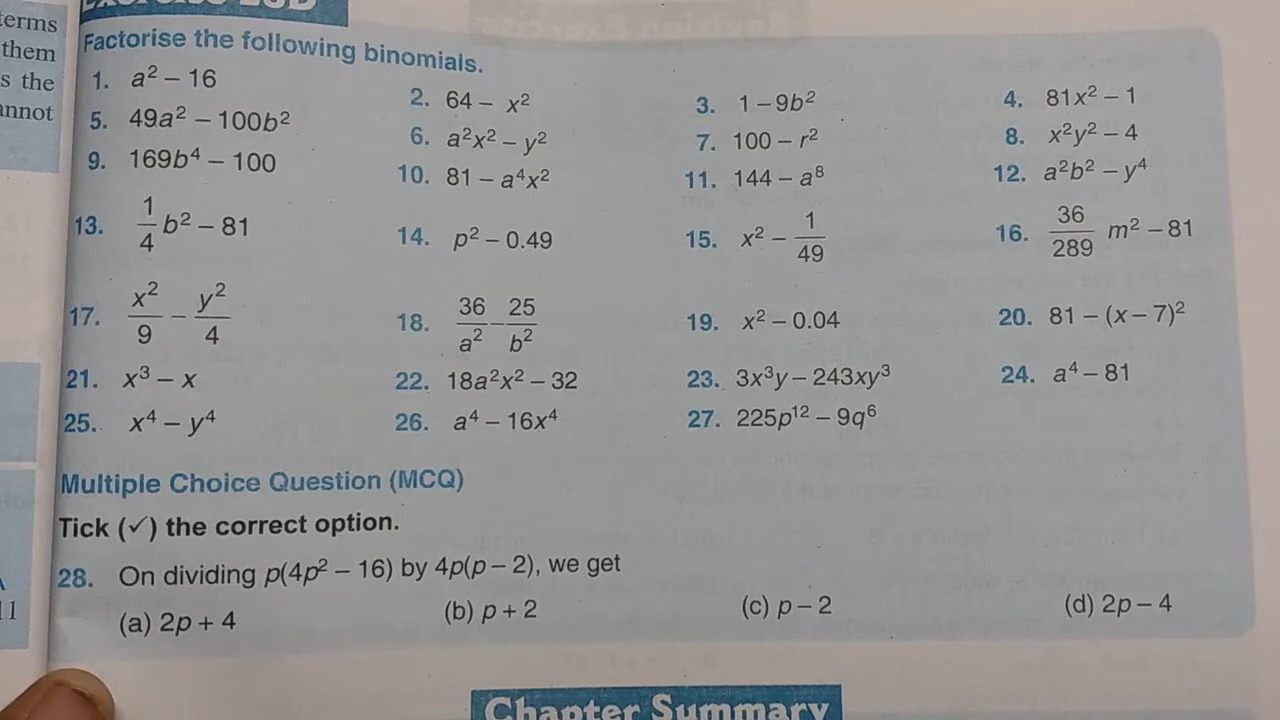 terms
them
s the
annot
11
Factorise the following binomials.
1. a² – 16
2. 64 – x²
3. 1 – 9b²
4. 81x² – 1
5. 49a² – 100b²
6. a²x² – y²
7. 100 – r²
8. x²y² – 4
9. 169b⁴ – 100
10. 81 – a⁴x²
11. 144 – a⁸
12. a²b² – y⁴
13. 1/4 b² – 81
14. p² – 0.49
15. x² – 1/49
16. 36/289 m² – 81
17. x²/9 – y²/4
18. 36/a² – 25/b²
19. x² – 0.04
20. 81 – (x – 7)²
21. x³ – x
22. 18a²x² – 32
23. 3x³y – 243xy³
24. a⁴ – 81
25. x⁴ – y⁴
26. a⁴ – 16x⁴
27. 225p¹² – 9q⁶
Multiple Choice Question (MCQ)
Tick (✓) the correct option.
28. On dividing p(4p² – 16) by 4p(p – 2), we get
(a) 2p + 4
(b) p + 2
(c) p – 2
(d) 2p – 4
Chapter Summary